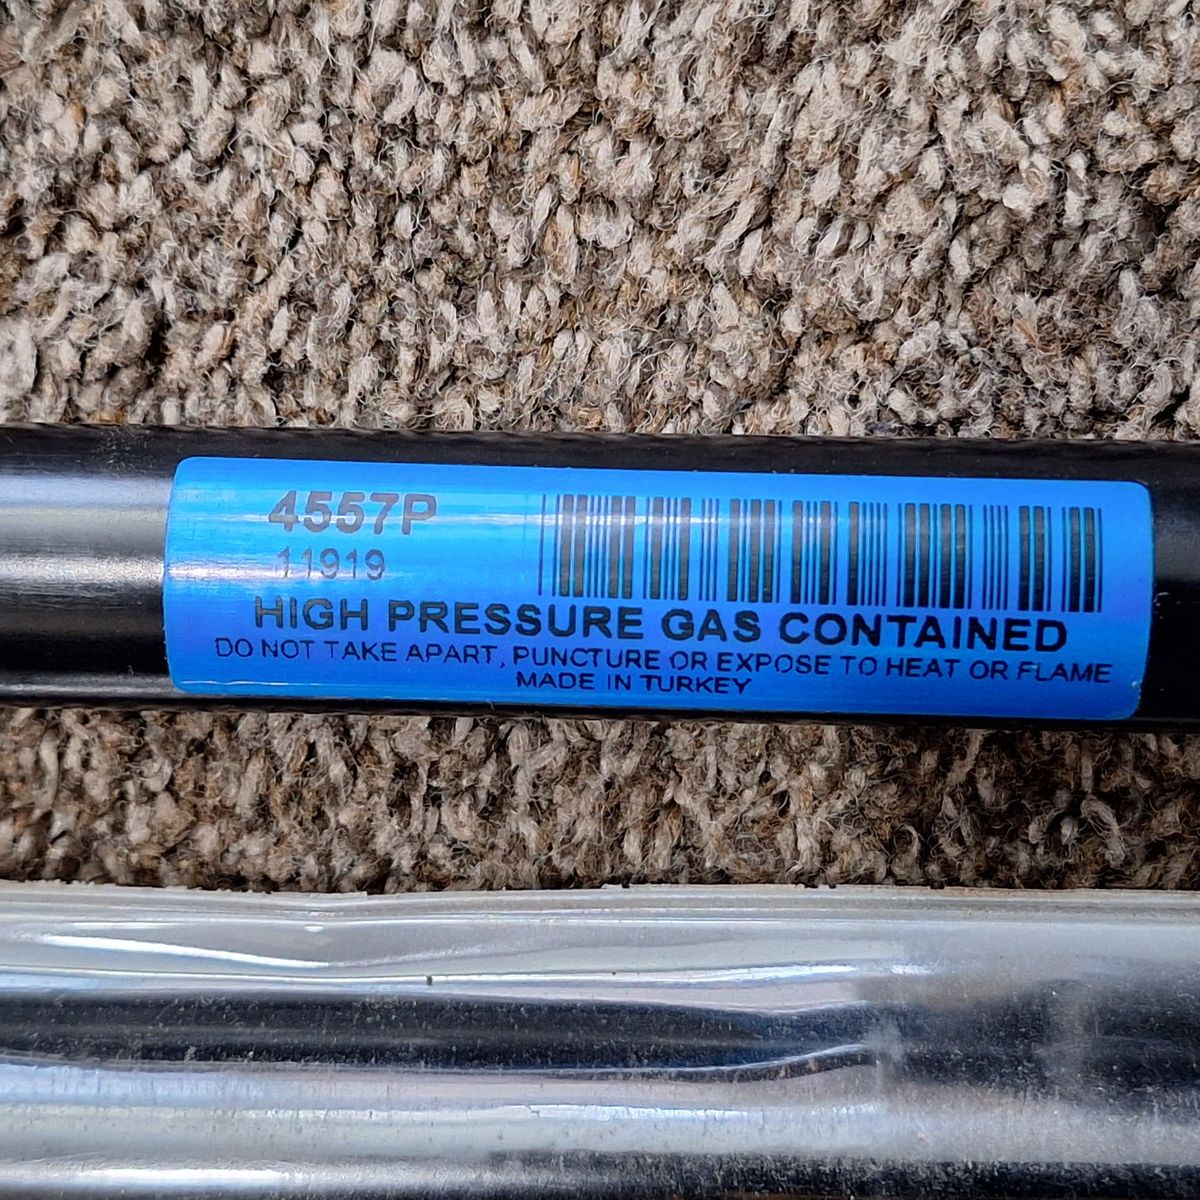 4557P
11919
HIGH PRESSURE GAS CONTAINED
DO NOT TAKE APART, PUNCTURE OR EXPOSE TO HEAT OR FLAME
MADE IN TURKEY